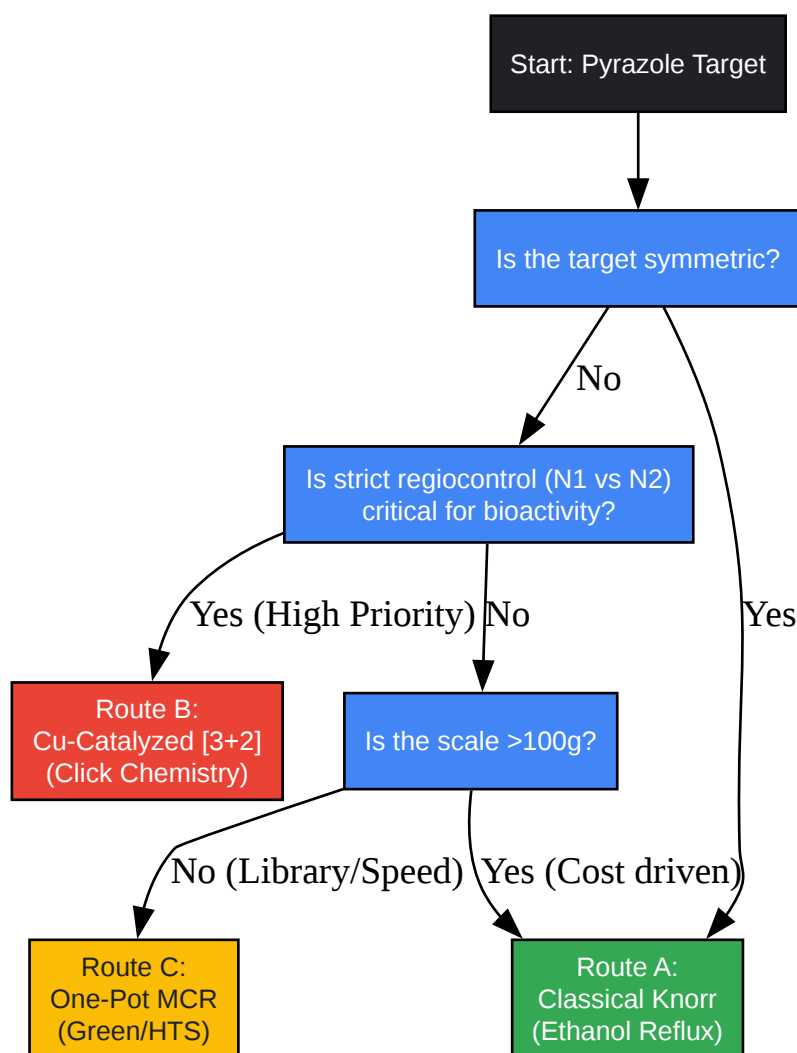 Start: Pyrazole Target
Is the target symmetric?
No
Is strict regiocontrol (N1 vs N2)
critical for bioactivity?
Yes (High Priority)
No
Yes
Route B:
Cu-Catalyzed [3+2]
(Click Chemistry)
Is the scale >100g?
No (Library/Speed)
Yes (Cost driven)
Route C:
One-Pot MCR
(Green/HTS)
Route A:
Classical Knorr
(Ethanol Reflux)